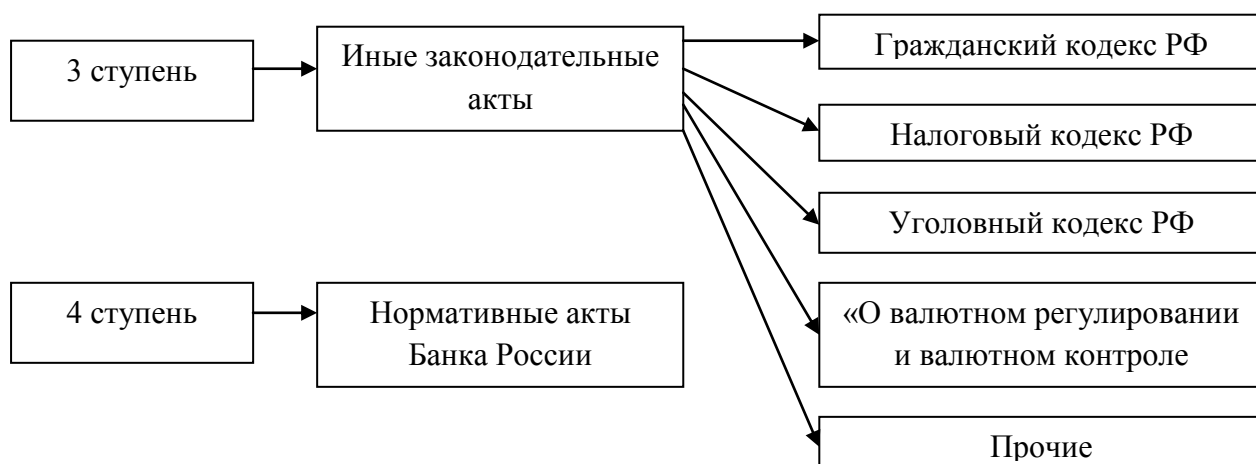 3 ступень
Иные законодательные
акты
Гражданский кодекс РФ
Налоговый кодекс РФ
Уголовный кодекс РФ
«О валютном регулировании
и валютном контроле
Прочие
4 ступень
Нормативные акты
Банка России